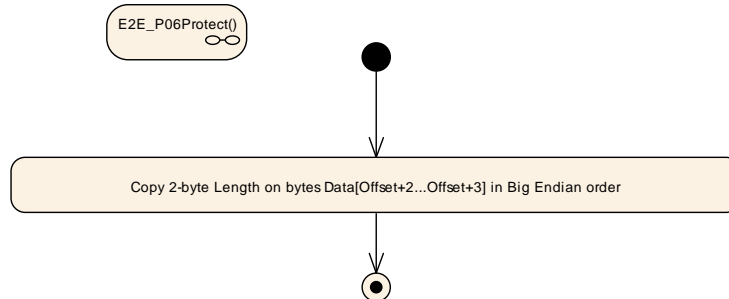 E2E_P06Protect()
Copy 2-byte Length on bytes Data[Offset+2...Offset+3] in Big Endian order